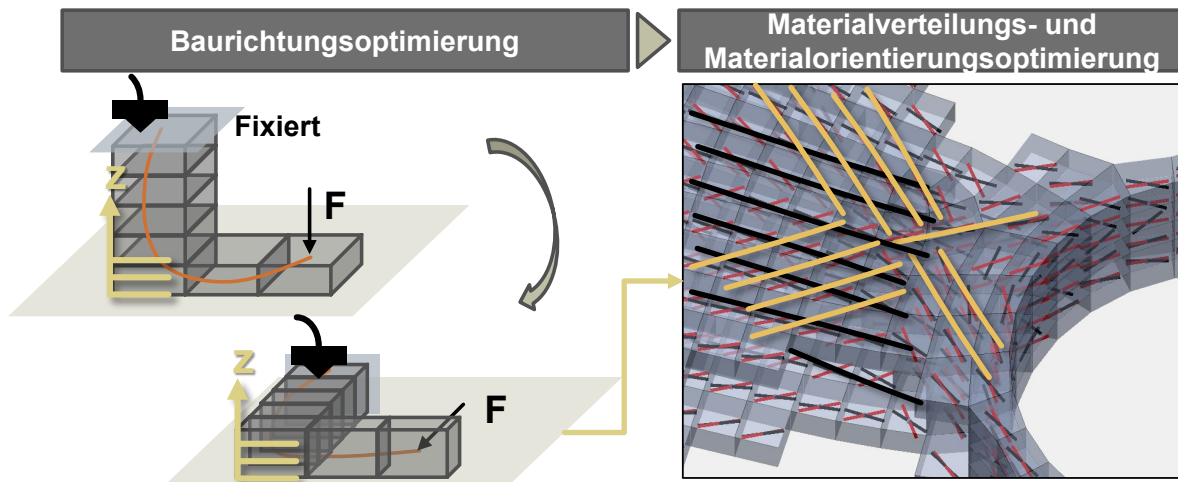 Baurichtungsoptimierung
Materialverteilungs- und
Materialorientierungsoptimierung
Fixiert
Z
F
Z
F